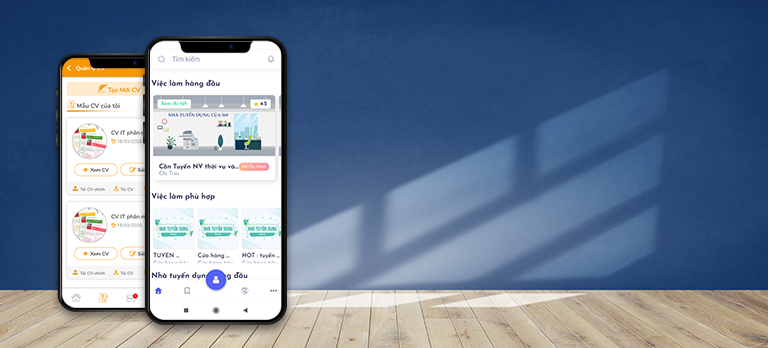 Quản lý CV
Tạo Mới CV
Mẫu CV của tôi
CV IT phần m
18/03/2020
Xem CV
Sử
Tải CV chính
Tải CV
CV IT phần m
18/03/2020
Xem CV
Sử
Tải CV chính
Tải CV
Tìm kiếm
Việc làm hàng đầu
Xem chi tiết
4.5
NHÀ TUYỂN DỤNG CỦA 365
Cần Tuyển NV thời vụ và...
Hồ Chí Minh
Chị Trúc
Việc làm phù hợp
NHÀ TUYỂN DỤNG
NHÀ TUYỂN DỤNG
NHÀ TUYỂN DỤNG
TUYEN ...
Cửa hàng ...
HOT : tuyển ...
Nhà tuyển dụng hàng đầu